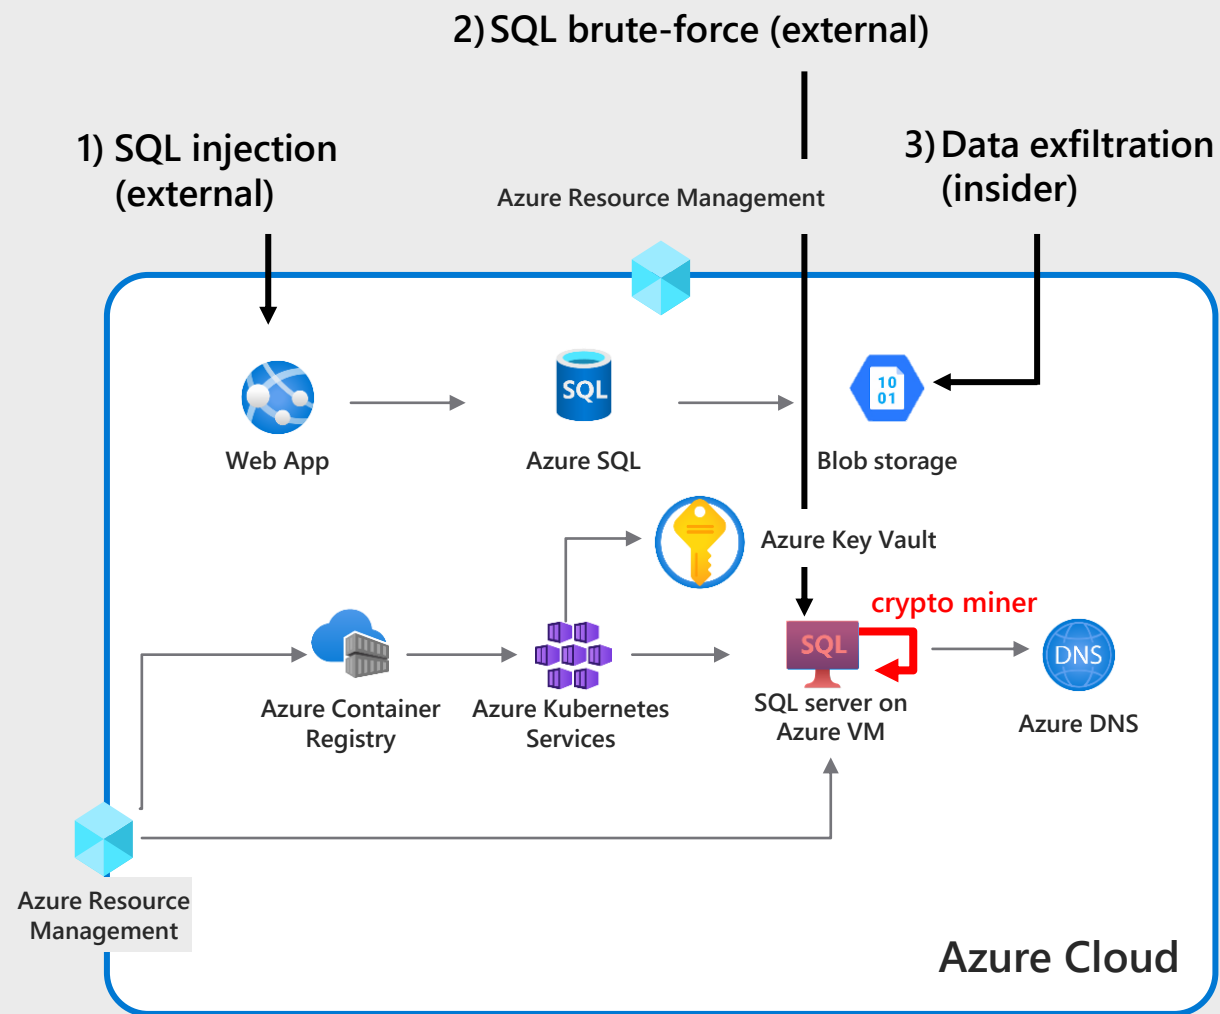 2) SQL brute-force (external)
1) SQL injection
(external)
3) Data exfiltration
(insider)
Azure Resource Management
SQL
10
01
Web App
Azure SQL
Blob storage
Azure Key Vault
crypto miner
SQL
DNS
Azure Container
Registry
Azure Kubernetes
Services
SQL server on
Azure VM
Azure DNS
Azure Resource
Management
Azure Cloud